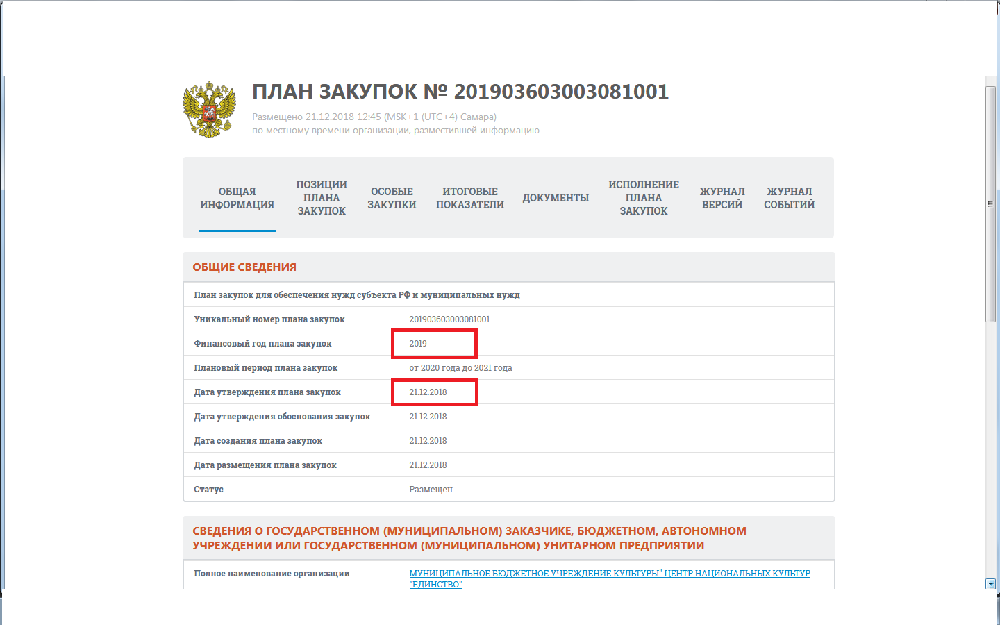 ПЛАН ЗАКУПОК № 201903603003081001
Размещено 21.12.2018 12:45 (MSK+1 (UTC+4) Самара)
по местному времени организации, разместившей информацию
ОБЩАЯ
ИНФОРМАЦИЯ
ПОЗИЦИИ
ПЛАНА
ЗАКУПОК
ОСОБЫЕ
ЗАКУПКИ
ИТОГОВЫЕ
ПОКАЗАТЕЛИ
ДОКУМЕНТЫ
ИСПОЛНЕНИЕ
ПЛАНА
ЗАКУПОК
ЖУРНАЛ
ВЕРСИЙ
ЖУРНАЛ
СОБЫТИЙ
ОБЩИЕ СВЕДЕНИЯ
План закупок для обеспечения нужд субъекта РФ и муниципальных нужд
Уникальный номер плана закупок 201903603003081001
Финансовый год плана закупок 2019
Плановый период плана закупок от 2020 года до 2021 года
Дата утверждения плана закупок 21.12.2018
Дата утверждения обоснования закупок 21.12.2018
Дата создания плана закупок 21.12.2018
Дата размещения плана закупок 21.12.2018
Статус Размещен
СВЕДЕНИЯ О ГОСУДАРСТВЕННОМ (МУНИЦИПАЛЬНОМ) ЗАКАЗЧИКЕ, БЮДЖЕТНОМ, АВТОНОМНОМ
УЧРЕЖДЕНИИ ИЛИ ГОСУДАРСТВЕННОМ (МУНИЦИПАЛЬНОМ) УНИТАРНОМ ПРЕДПРИЯТИИ
Полное наименование организации МУНИЦИПАЛЬНОЕ БЮДЖЕТНОЕ УЧРЕЖДЕНИЕ КУЛЬТУРЫ" ЦЕНТР НАЦИОНАЛЬНЫХ КУЛЬТУР
"ЕДИНСТВО"